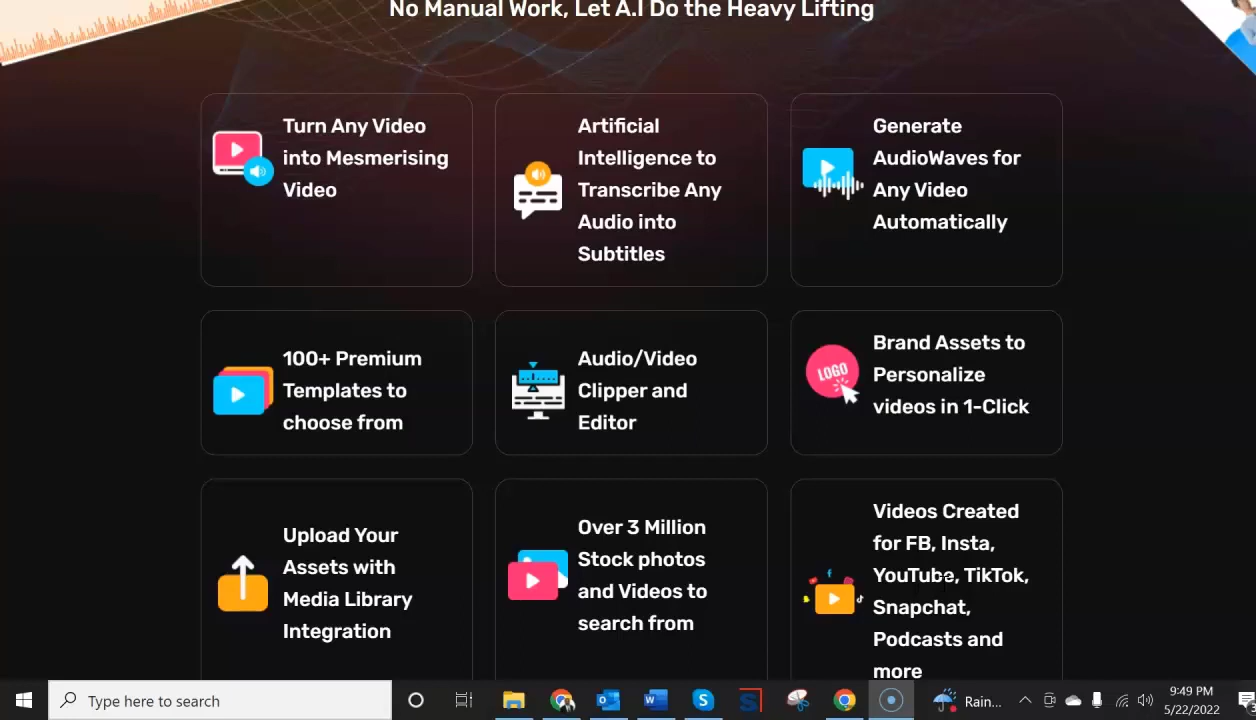 No Manual Work, Let A.I Do the Heavy Lifting
Turn Any Video
into Mesmerising
Video
Artificial
Intelligence to
Transcribe Any
Audio into
Subtitles
Generate
AudioWaves for
Any Video
Automatically
100+ Premium
Templates to
choose from
Audio/Video
Clipper and
Editor
LOGO
Brand Assets to
Personalize
videos in 1-Click
Upload Your
Assets with
Media Library
Integration
Over 3 Million
Stock photos
and Videos to
search from
Videos Created
for FB, Insta,
YouTube, TikTok,
Snapchat,
Podcasts and
more
Type here to search
Rain...
9:49 PM
5/22/2022